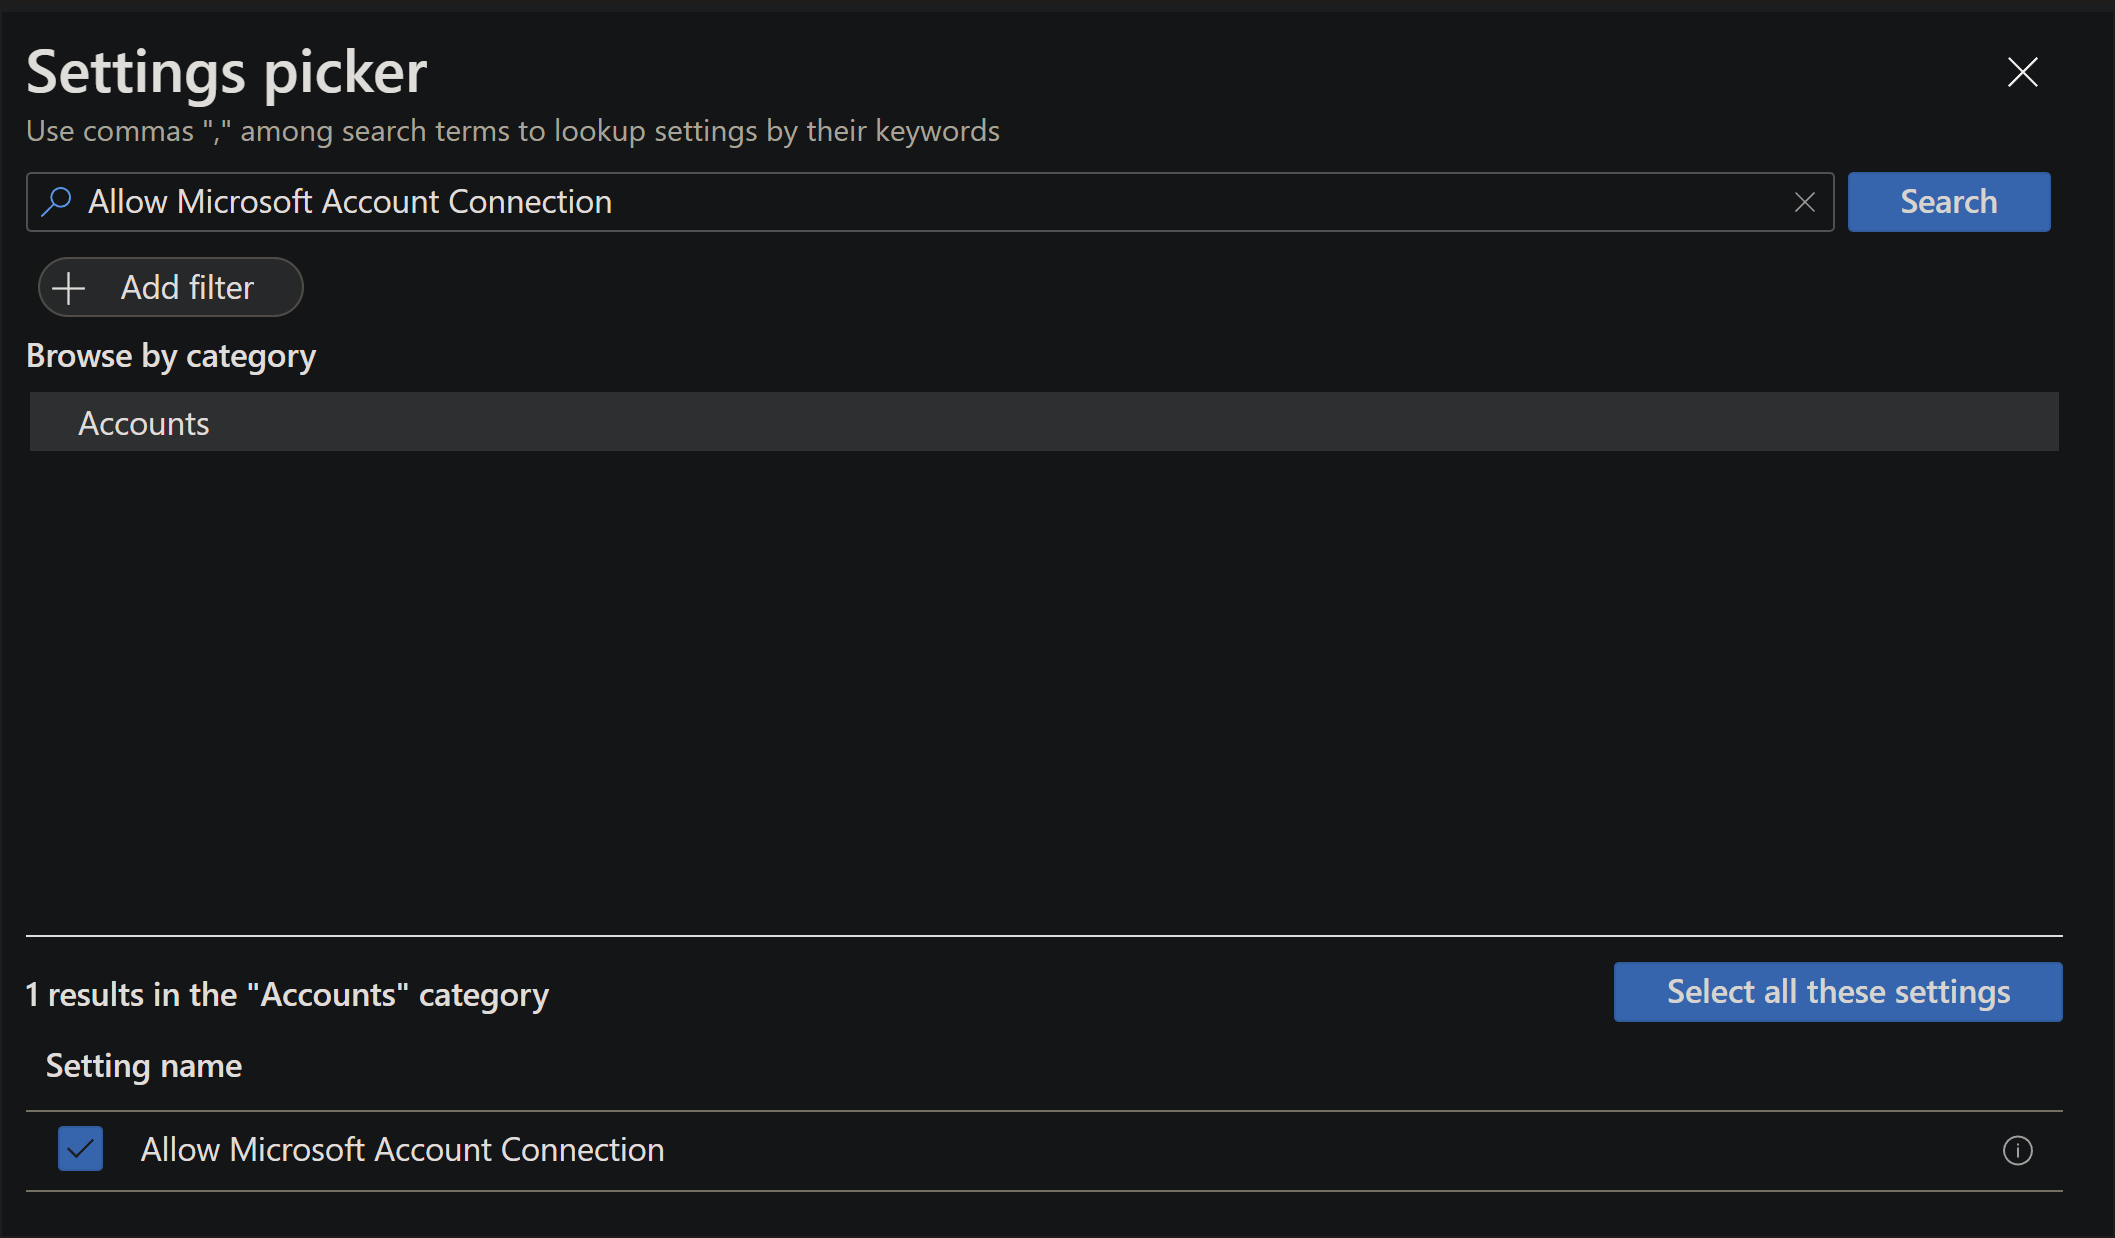 Settings picker
Use commas "," among search terms to lookup settings by their keywords
Allow Microsoft Account Connection
Search
Add filter
Browse by category
Accounts
1 results in the "Accounts" category
Select all these settings
Setting name
Allow Microsoft Account Connection